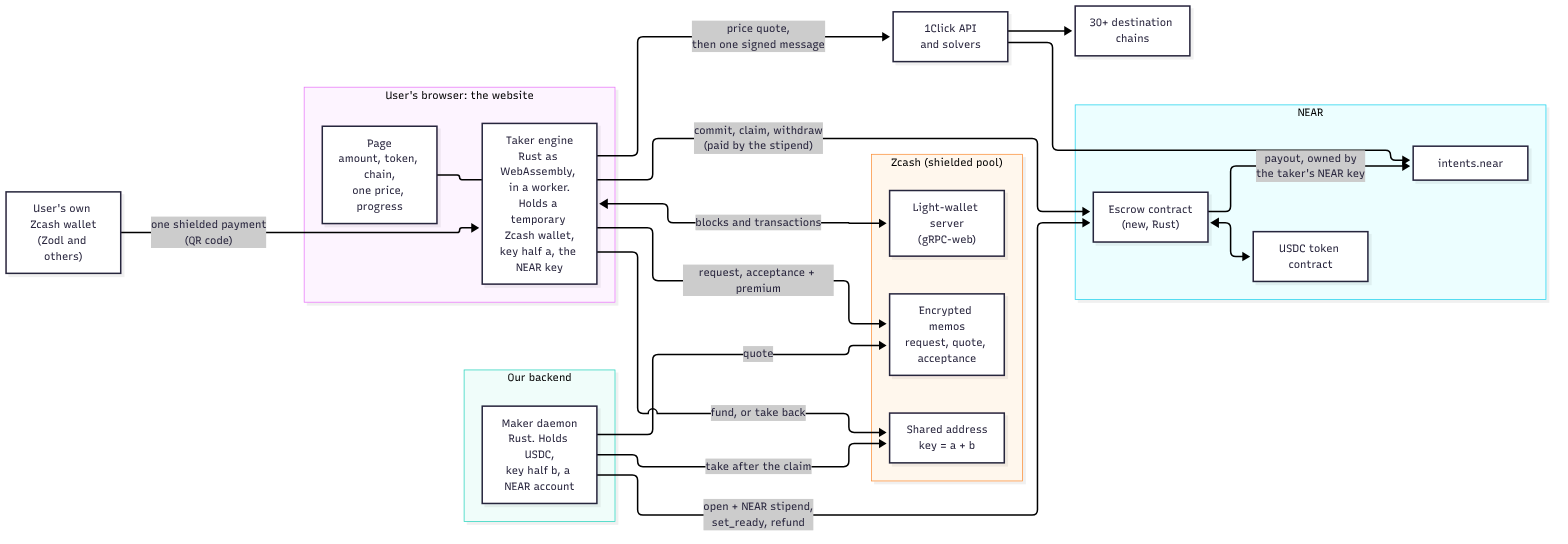 price quote,
then one signed message
1Click API
and solvers
30+ destination
chains
User's browser: the website
Page
amount, token,
chain,
one price,
progress
Taker engine
Rust as
WebAssembly,
in a worker.
Holds a
temporary
Zcash wallet,
key half a, the
NEAR key
User's own
Zcash wallet
(Zodl and
others)
one shielded payment
(QR code)
commit, claim, withdraw
(paid by the stipend)
Zcash (shielded pool)
Light-wallet
server
(gRPC-web)
blocks and transactions
request, acceptance +
premium
Encrypted
memos
request, quote,
acceptance
quote
Shared address
key = a + b
fund, or take back
take after the claim
open + NEAR stipend,
set_ready, refund
Our backend
Maker daemon
Rust. Holds
USDC,
key half b, a
NEAR account
NEAR
Escrow contract
(new, Rust)
payout, owned by
the taker's NEAR key
intents.near
USDC token
contract